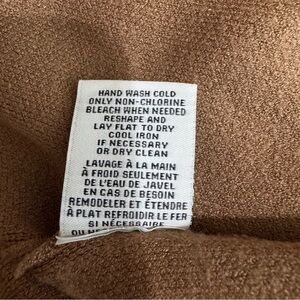 HAND WASH COLD
ONLY NON-CHLORINE
BLEACH WHEN NEEDED
RESHAPE AND
LAY FLAT TO DRY
COOL IRON
IF NECESSARY
OR DRY CLEAN
LAVAGE À LA MAIN
À FROID SEULEMENT
DE L'EAU DE JAVEL
EN CAS DE BESOIN
REMODELER ET ÉTENDRE
À PLAT REFROIDIR LE FER
SI NÉCESSAIRE
OU